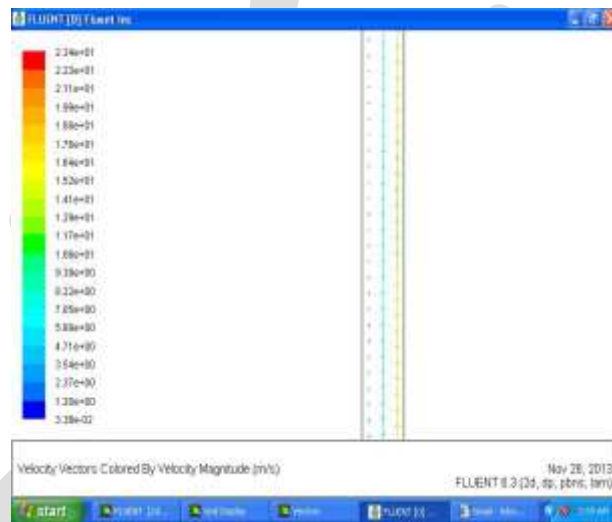 FLUENT [0] Fluent Inc
2.34e+01
2.23e+01
2.11e+01
1.99e+01
1.88e+01
1.76e+01
1.64e+01
1.52e+01
1.41e+01
1.29e+01
1.17e+01
1.06e+01
9.39e+00
8.22e+00
7.05e+00
5.88e+00
4.71e+00
3.54e+00
2.37e+00
1.20e+00
3.39e-02
Velocity Vectors Colored By Velocity Magnitude (m/s)
Nov 28, 2013
FLUENT 6.3 (2d, dp, pbns, lam)
start
FLUENT [0]